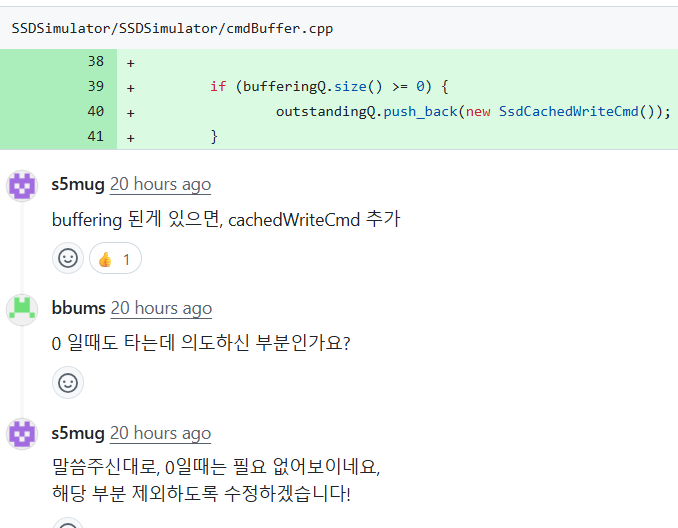 SSDSimulator/SSDSimulator/cmdBuffer.cpp
38 +
39 + if (bufferingQ.size() >= 0) {
40 + outstandingQ.push_back(new SsdCachedWriteCmd());
41 + }
s5mug 20 hours ago
buffering 된게 있으면, cachedWriteCmd 추가
👍 1
bbums 20 hours ago
0 일때도 타는데 의도하신 부분인가요?
s5mug 20 hours ago
말씀주신대로, 0일때는 필요 없어보이네요,
해당 부분 제외하도록 수정하겠습니다!